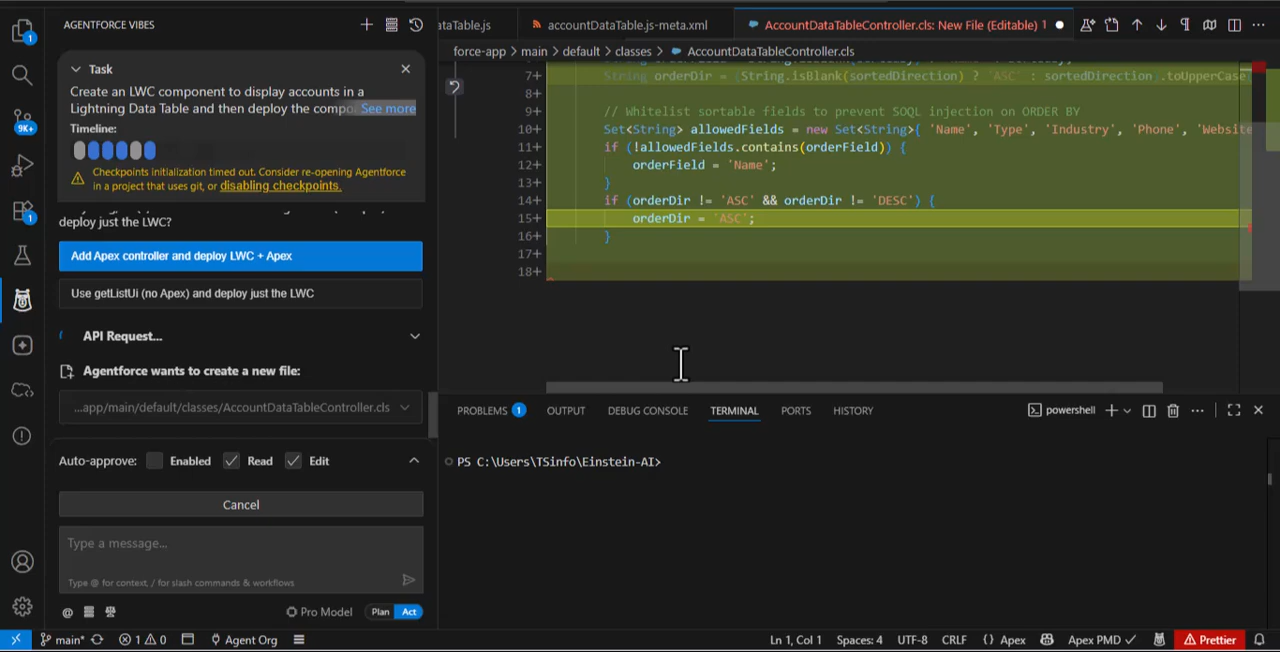 AGENTFORCE VIBES
Task
Create an LWC component to display accounts in a
Lightning Data Table and then deploy the compo See more
Timeline:
Checkpoints initialization timed out. Consider re-opening Agentforce
in a project that uses git, or disabling checkpoints.
deploy just the LWC?
Add Apex controller and deploy LWC + Apex
Use getListUi (no Apex) and deploy just the LWC
API Request...
Agentforce wants to create a new file:
...app/main/default/classes/AccountDataTableController.cls
Auto-approve: Enabled Read Edit
Cancel
Type a message...
Type @ for context, / for slash commands & workflows
@ Pro Model Plan Act
1
9K+
1
ataTable.js accountDataTable.js-meta.xml AccountDataTableController.cls: New File (Editable) 1
force-app > main > default > classes > AccountDataTableController.cls
7+ String orderDir = (String.isBlank(sortedDirection) ? 'ASC' : sortedDirection).toUpperCase
8+
9+ // Whitelist sortable fields to prevent SOQL injection on ORDER BY
10+ Set<String> allowedFields = new Set<String>{ 'Name', 'Type', 'Industry', 'Phone', 'Website
11+ if (!allowedFields.contains(orderField)) {
12+ orderField = 'Name';
13+ }
14+ if (orderDir != 'ASC' && orderDir != 'DESC') {
15+ orderDir = 'ASC';
16+ }
17+
18+
PROBLEMS 1 OUTPUT DEBUG CONSOLE TERMINAL PORTS HISTORY powershell
PS C:\Users\TSinfo\Einstein-AI>
main* 1 0 Agent Org Ln 1, Col 1 Spaces: 4 UTF-8 CRLF {} Apex Apex PMD Prettier